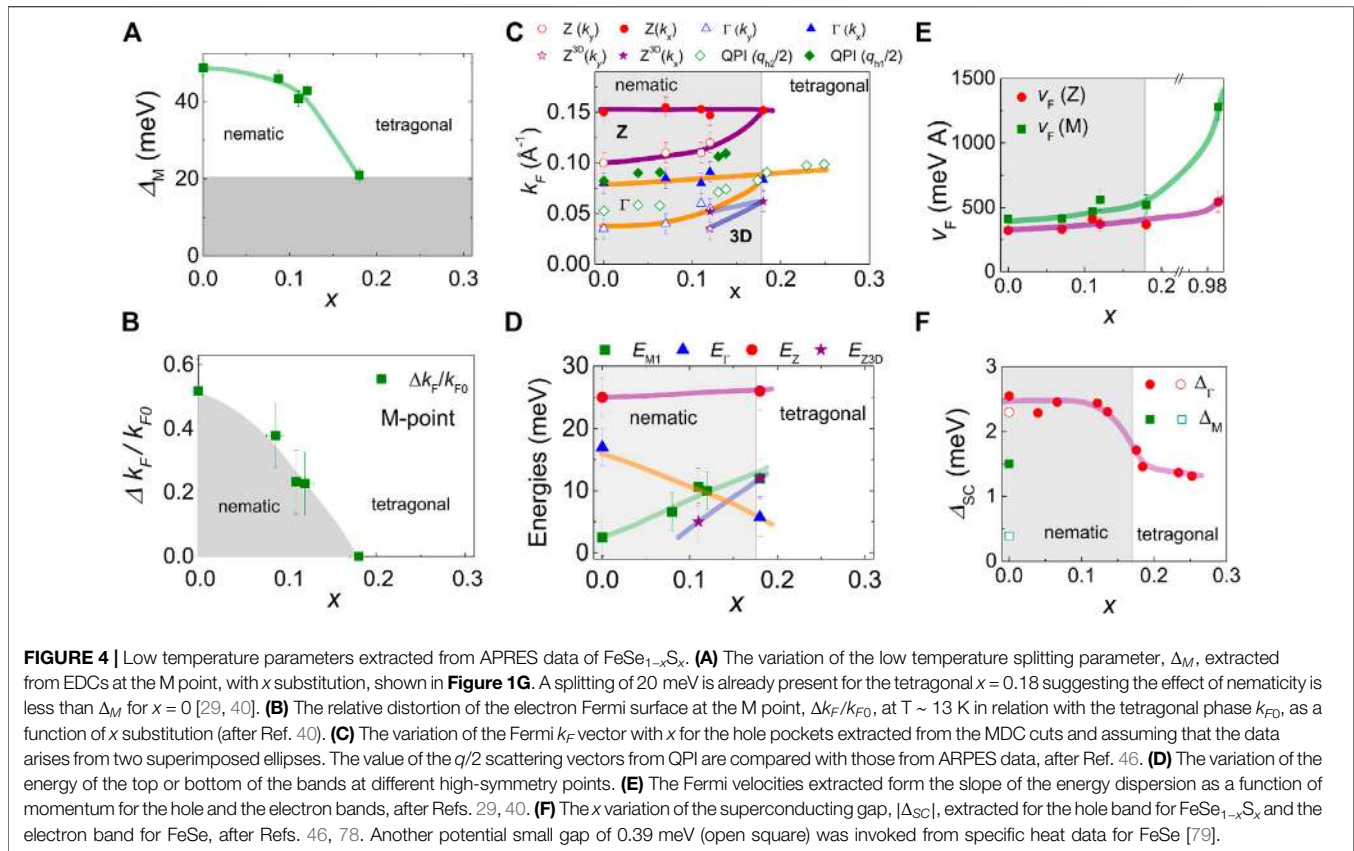 A
Δ_M (meV)
40
20
0
nematic
tetragonal
0.0 0.1 0.2 0.3
x
B
Δ k_F / k_F0
0.6
0.4
0.2
0.0
Δk_F/k_F0
M-point
nematic
tetragonal
0.0 0.1 0.2 0.3
x
C
Z (k_y) Z(k_x) Γ (k_y) Γ (k_x)
Z^3D(k_y) Z^3D(k_x) QPI (q_h2/2) QPI (q_h1/2)
nematic
tetragonal
k_F (Å^-1)
0.15
0.10
0.05
0.00
Z
Γ
3D
0.0 0.1 0.2 0.3
x
D
E_M1 E_Γ E_Z E_Z3D
Energies (meV)
30
20
10
0
nematic
tetragonal
0.0 0.1 0.2 0.3
x
E
v_F (meV A)
1500
1000
500
0
v_F (Z)
v_F (M)
0.0 0.1 0.2 0.98
x
F
Δ_SC (meV)
3
2
1
0
Δ_Γ
Δ_M
nematic
tetragonal
0.0 0.1 0.2 0.3
x
FIGURE 4 | Low temperature parameters extracted from APRES data of FeSe1−xSx. (A) The variation of the low temperature splitting parameter, ΔM, extracted
from EDCs at the M point, with x substitution, shown in Figure 1G. A splitting of 20 meV is already present for the tetragonal x = 0.18 suggesting the effect of nematicity is
less than ΔM for x = 0 [29, 40]. (B) The relative distortion of the electron Fermi surface at the M point, ΔkF/kF0, at T ~ 13 K in relation with the tetragonal phase kF0, as a
function of x substitution (after Ref. 40). (C) The variation of the Fermi kF vector with x for the hole pockets extracted from the MDC cuts and assuming that the data
arises from two superimposed ellipses. The value of the q/2 scattering vectors from QPI are compared with those from ARPES data, after Ref. 46. (D) The variation of the
energy of the top or bottom of the bands at different high-symmetry points. (E) The Fermi velocities extracted form the slope of the energy dispersion as a function of
momentum for the hole and the electron bands, after Refs. 29, 40. (F) The x variation of the superconducting gap, |ΔSC|, extracted for the hole band for FeSe1−xSx and the
electron band for FeSe, after Refs. 46, 78. Another potential small gap of 0.39 meV (open square) was invoked from specific heat data for FeSe [79].